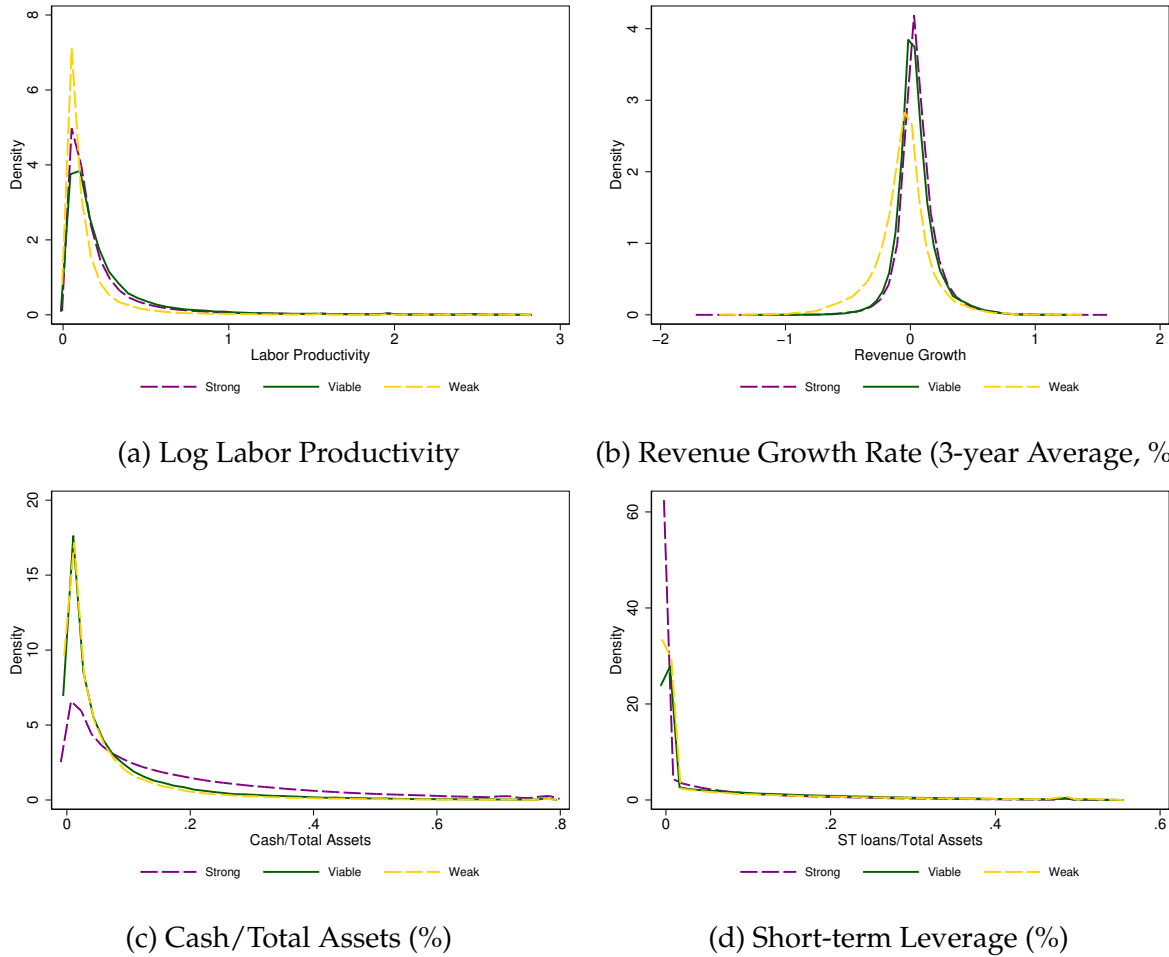 8
6
4
2
0
Density
0 1 2 3
Labor Productivity
Strong Viable Weak
(a) Log Labor Productivity
4
3
2
1
0
Density
−2 −1 0 1 2
Revenue Growth
Strong Viable Weak
(b) Revenue Growth Rate (3-year Average, %
20
15
10
5
0
Density
0 .2 .4 .6 .8
Cash/Total Assets
Strong Viable Weak
(c) Cash/Total Assets (%)
60
40
20
0
Density
0 .2 .4 .6
ST loans/Total Assets
Strong Viable Weak
(d) Short-term Leverage (%)